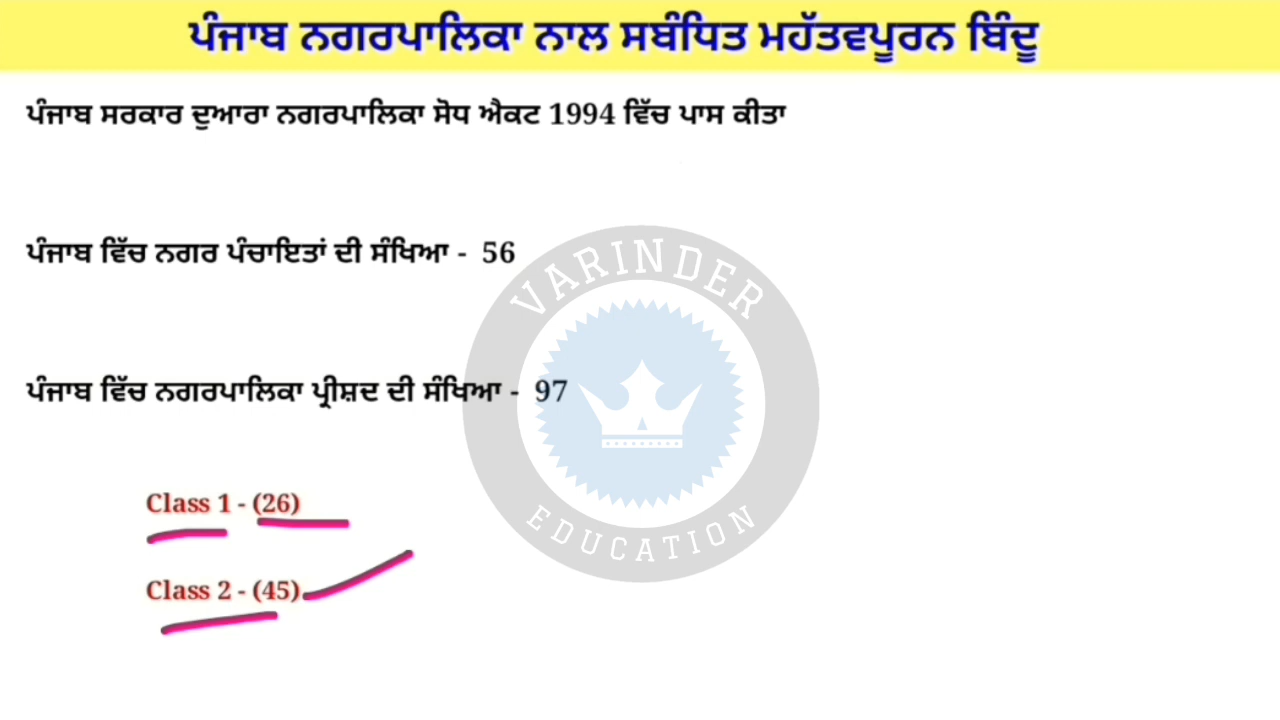 ਪੰਜਾਬ ਨਗਰਪਾਲਿਕਾ ਨਾਲ ਸਬੰਧਿਤ ਮਹੱਤਵਪੂਰਨ ਬਿੰਦੂ
ਪੰਜਾਬ ਸਰਕਾਰ ਦੁਆਰਾ ਨਗਰਪਾਲਿਕਾ ਸੋਧ ਐਕਟ 1994 ਵਿੱਚ ਪਾਸ ਕੀਤਾ
ਪੰਜਾਬ ਵਿੱਚ ਨਗਰ ਪੰਚਾਇਤਾਂ ਦੀ ਸੰਖਿਆ - 56
VARINDER
ਪੰਜਾਬ ਵਿੱਚ ਨਗਰਪਾਲਿਕਾ ਪ੍ਰੀਸ਼ਦ ਦੀ ਸੰਖਿਆ - 97
Class 1 - (26)
EDUCATION
Class 2 - (45)